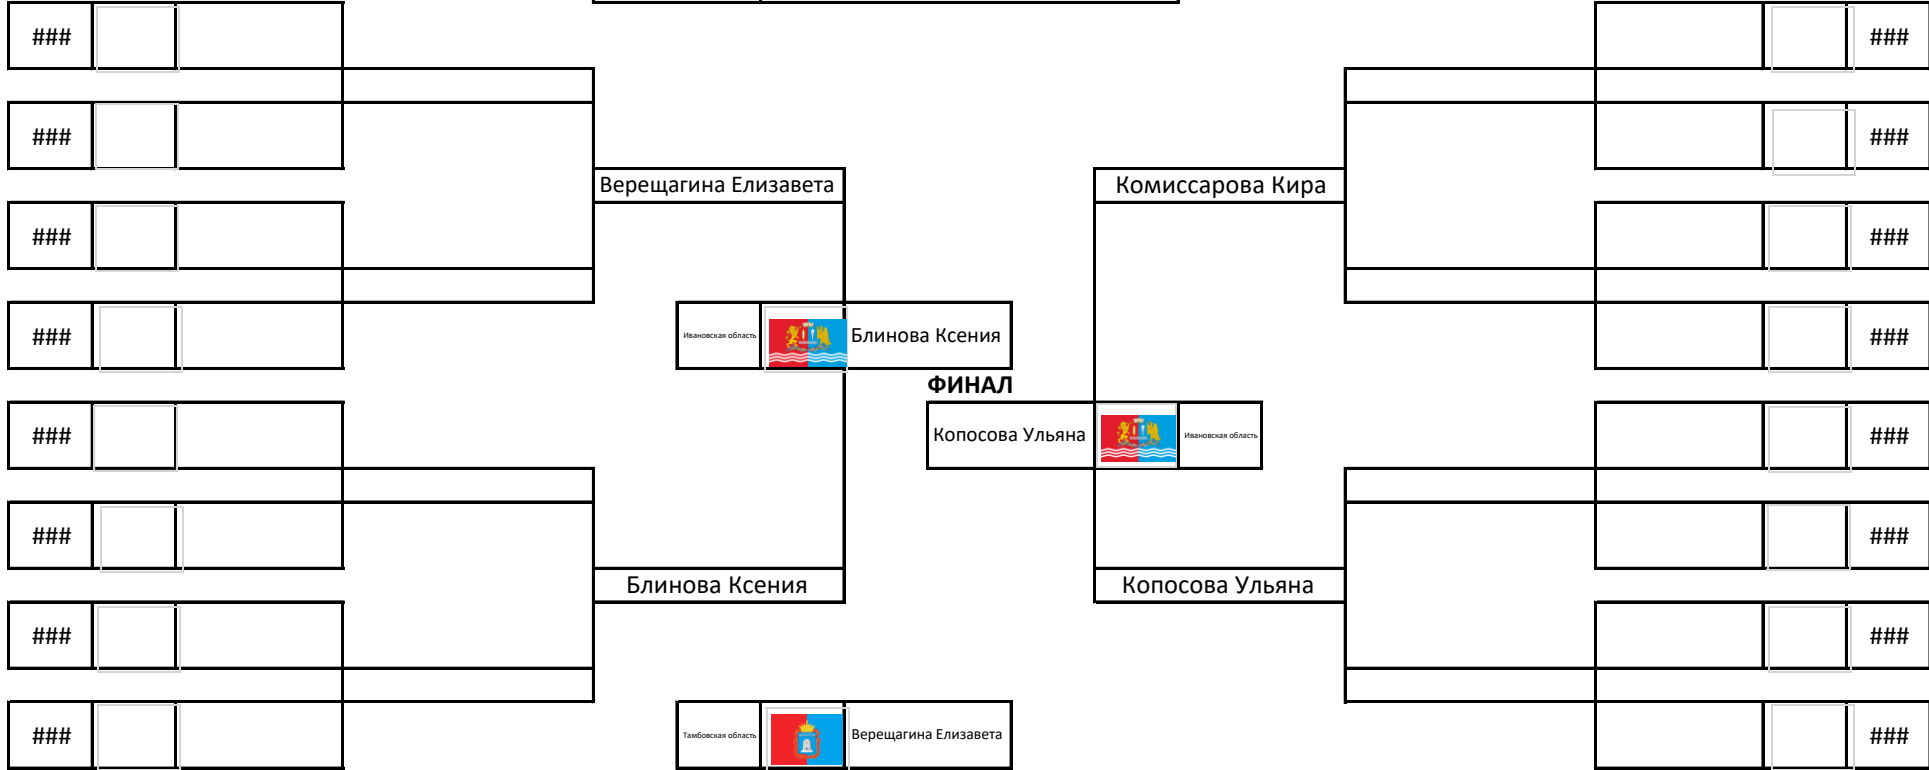 ### ###
### ###
Верещагина Елизавета Комиссарова Кира
### ###
### Ивановская область Блинова Ксения ###
ФИНАЛ
### Копосова Ульяна Ивановская область ###
### ###
Блинова Ксения Копосова Ульяна
### ###
### Тамбовская область Верещагина Елизавета ###